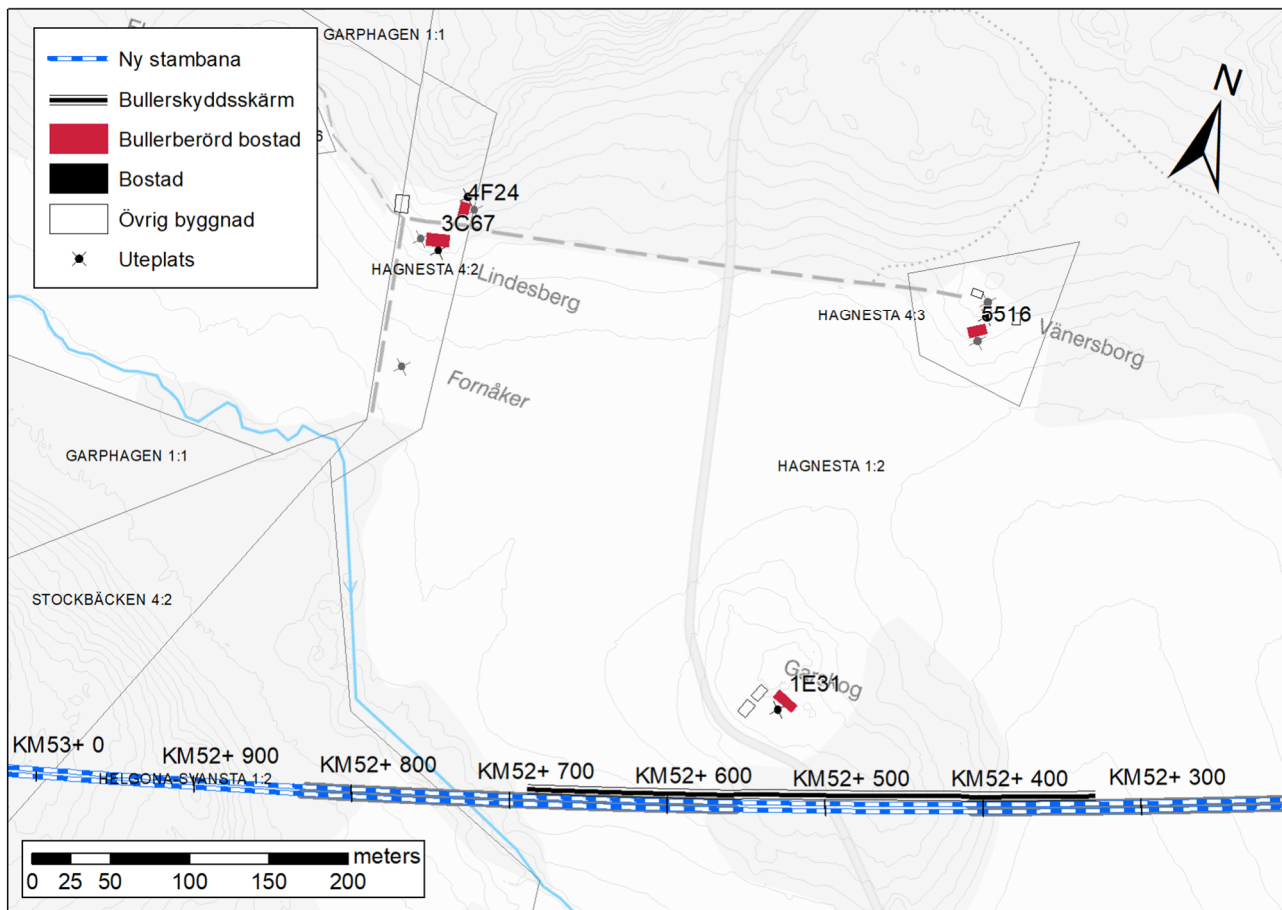 GARPHAGEN 1:1
Ny stambana
Bullerskyddsskärm
Bullerberörd bostad
Bostad
Övrig byggnad
Uteplats
N
4F24
3C67
HAGNESTA 4:2
Lindesberg
HAGNESTA 4:3
5516
Vänersborg
Fornåker
GARPHAGEN 1:1
HAGNESTA 1:2
STOCKBÄCKEN 4:2
1E31
KM53+ 0
KM52+ 900
KM52+ 800
KM52+ 700
KM52+ 600
KM52+ 500
KM52+ 400
KM52+ 300
HELGONA-SVANSTA 1:2
meters
0 25 50 100 150 200